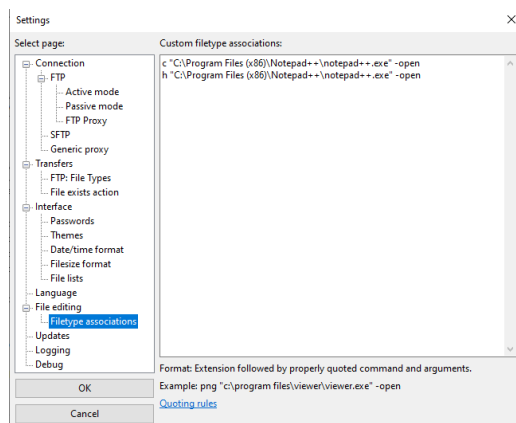 Settings
Select page:
Connection
FTP
Active mode
Passive mode
FTP Proxy
SFTP
Generic proxy
Transfers
FTP: File Types
File exists action
Interface
Passwords
Themes
Date/time format
Filesize format
File lists
Language
File editing
Filetype associations
Updates
Logging
Debug
OK
Cancel
Custom filetype associations:
c "C:\Program Files (x86)\Notepad++\notepad++.exe" -open
h "C:\Program Files (x86)\Notepad++\notepad++.exe" -open
Format: Extension followed by properly quoted command and arguments.
Example: png "c:\program files\viewer\viewer.exe" -open
Quoting rules